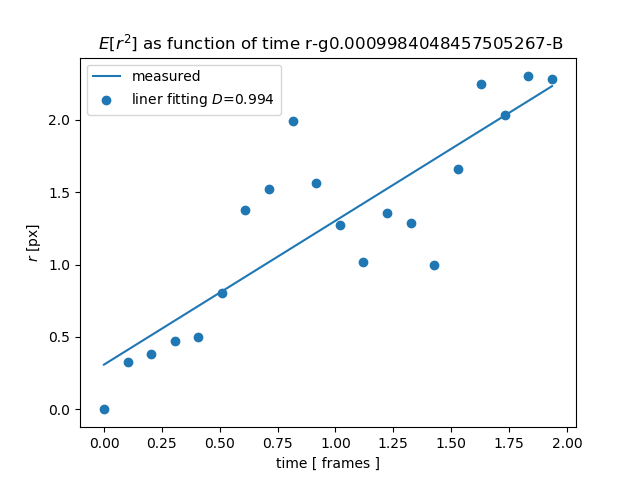 E[r²] as function of time r-g0.0009984048457505267-B
measured
liner fitting D=0.994
2.0
1.5
1.0
0.5
0.0
r [px]
0.00 0.25 0.50 0.75 1.00 1.25 1.50 1.75 2.00
time [ frames ]